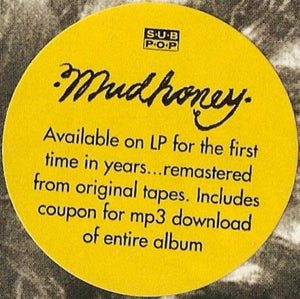 SUB
POP
Mudhoney
Available on LP for the first
time in years...remastered
from original tapes. Includes
coupon for mp3 download
of entire album